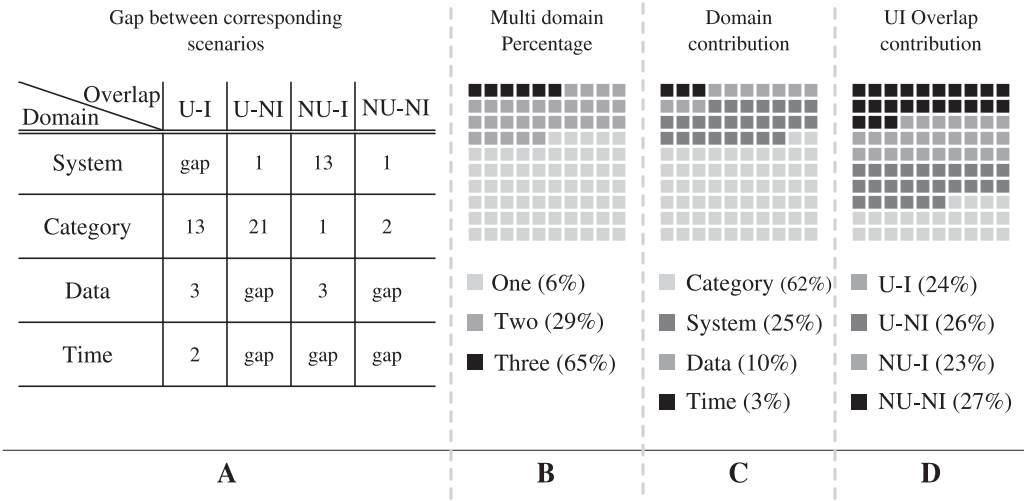 Gap between corresponding
scenarios
Overlap
Domain
U-I U-NI NU-I NU-NI
System gap 1 13 1
Category 13 21 1 2
Data 3 gap 3 gap
Time 2 gap gap gap
A
Multi domain
Percentage
One (6%)
Two (29%)
Three (65%)
B
Domain
contribution
Category (62%)
System (25%)
Data (10%)
Time (3%)
C
UI Overlap
contribution
U-I (24%)
U-NI (26%)
NU-I (23%)
NU-NI (27%)
D